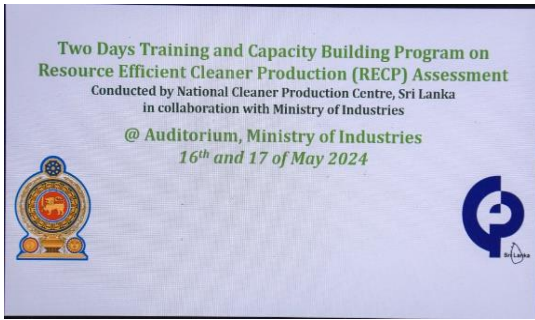 Two Days Training and Capacity Building Program on
Resource Efficient Cleaner Production (RECP) Assessment
Conducted by National Cleaner Production Centre, Sri Lanka
in collaboration with Ministry of Industries
@ Auditorium, Ministry of Industries
16th and 17 of May 2024
Sri Lanka